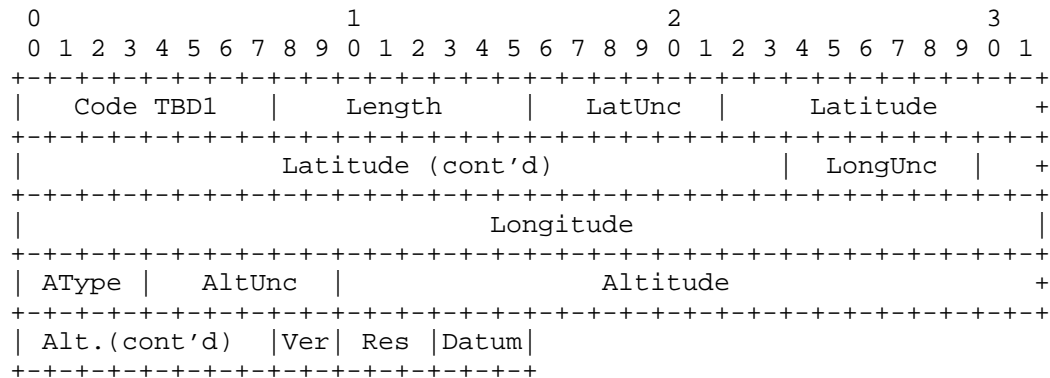 0                   1                   2                   3
 0 1 2 3 4 5 6 7 8 9 0 1 2 3 4 5 6 7 8 9 0 1 2 3 4 5 6 7 8 9 0 1
+-+-+-+-+-+-+-+-+-+-+-+-+-+-+-+-+-+-+-+-+-+-+-+-+-+-+-+-+-+-+-+-+
|   Code TBD1   |    Length     |   LatUnc  |     Latitude      +
+-+-+-+-+-+-+-+-+-+-+-+-+-+-+-+-+-+-+-+-+-+-+-+-+-+-+-+-+-+-+-+-+
|                Latitude (cont'd)              |  LongUnc  |   +
+-+-+-+-+-+-+-+-+-+-+-+-+-+-+-+-+-+-+-+-+-+-+-+-+-+-+-+-+-+-+-+-+
|                             Longitude                         |
+-+-+-+-+-+-+-+-+-+-+-+-+-+-+-+-+-+-+-+-+-+-+-+-+-+-+-+-+-+-+-+-+
| AType |   AltUnc  |                Altitude                   +
+-+-+-+-+-+-+-+-+-+-+-+-+-+-+-+-+-+-+-+-+-+-+-+-+-+-+-+-+-+-+-+-+
| Alt.(cont'd)  |Ver| Res |Datum|
+-+-+-+-+-+-+-+-+-+-+-+-+-+-+-+-+